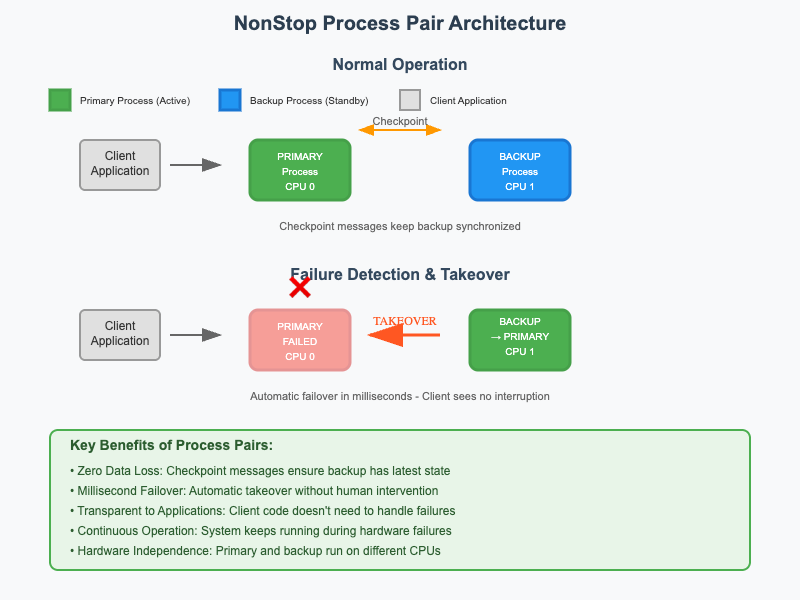 NonStop Process Pair Architecture
Normal Operation
Primary Process (Active)
Backup Process (Standby)
Client Application
Checkpoint
Client
Application
PRIMARY
Process
CPU 0
BACKUP
Process
CPU 1
Checkpoint messages keep backup synchronized
Failure Detection & Takeover
Client
Application
PRIMARY
FAILED
CPU 0
TAKEOVER
BACKUP
→ PRIMARY
CPU 1
Automatic failover in milliseconds - Client sees no interruption
Key Benefits of Process Pairs:
• Zero Data Loss: Checkpoint messages ensure backup has latest state
• Millisecond Failover: Automatic takeover without human intervention
• Transparent to Applications: Client code doesn't need to handle failures
• Continuous Operation: System keeps running during hardware failures
• Hardware Independence: Primary and backup run on different CPUs